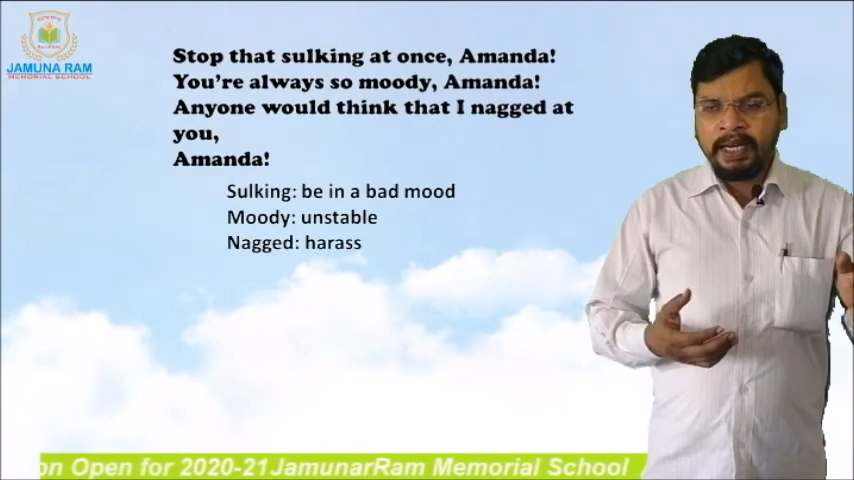 JAMUNA RAM
MEMORIAL SCHOOL
Stop that sulking at once, Amanda!
You're always so moody, Amanda!
Anyone would think that I nagged at
you,
Amanda!
Sulking: be in a bad mood
Moody: unstable
Nagged: harass
on Open for 2020-21JamunarRam Memorial School